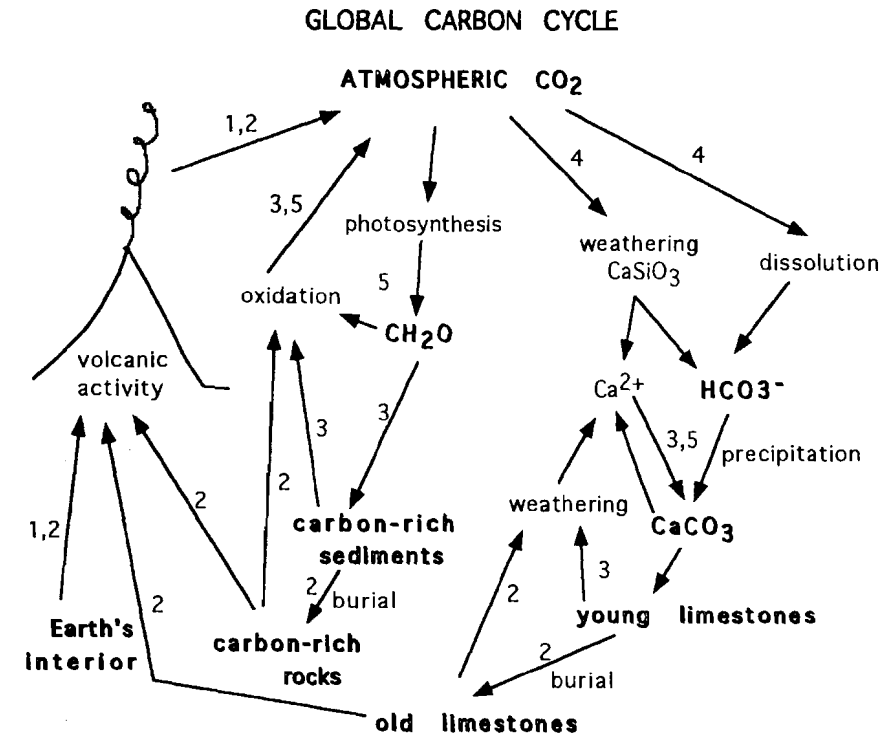 GLOBAL CARBON CYCLE
ATMOSPHERIC CO2
1,2
4
4
3,5
photosynthesis
weathering
CaSiO3
dissolution
5
oxidation
CH2O
volcanic
activity
Ca2+
HCO3-
3
3
3,5
precipitation
2
2
weathering
carbon-rich
sediments
CaCO3
1,2
2
2
burial
2
3
young limestones
Earth's
interior
carbon-rich
rocks
2
burial
old limestones